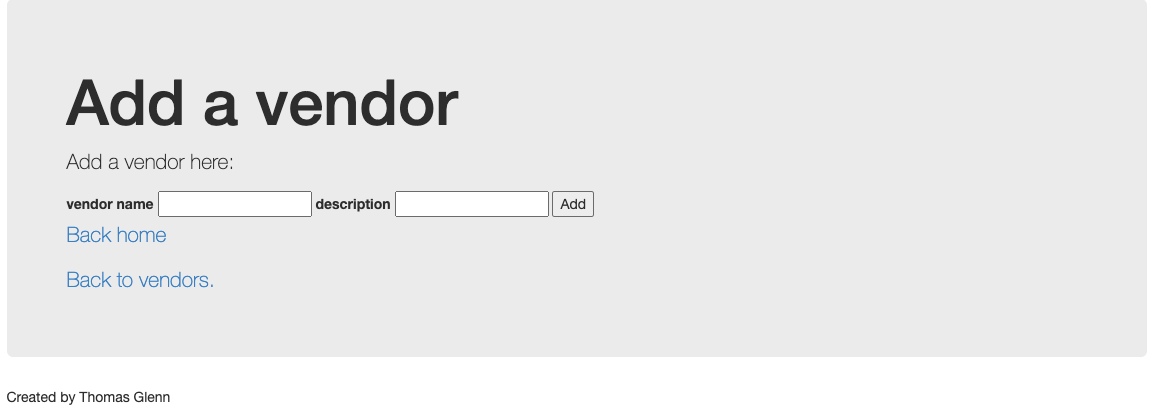 Add a vendor
Add a vendor here:
vendor name description Add
Back home
Back to vendors.
Created by Thomas Glenn